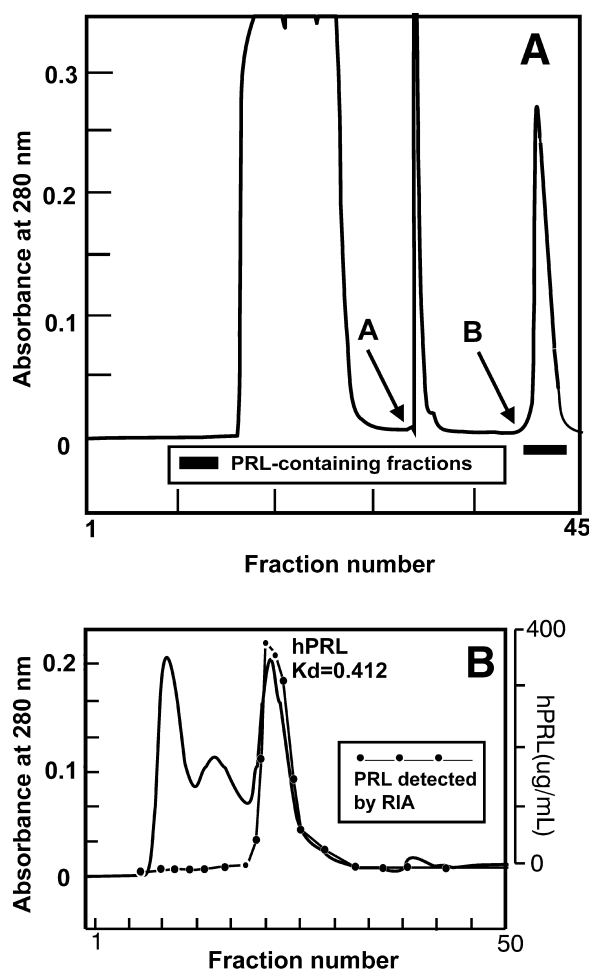 A
0.3
0.2
0.1
0
Absorbance at 280 nm
A
B
PRL-containing fractions
1
45
Fraction number
B
hPRL
Kd=0.412
400
0.2
0.1
0
0
Absorbance at 280 nm
hPRL(ug/mL)
PRL detected
by RIA
1
50
Fraction number